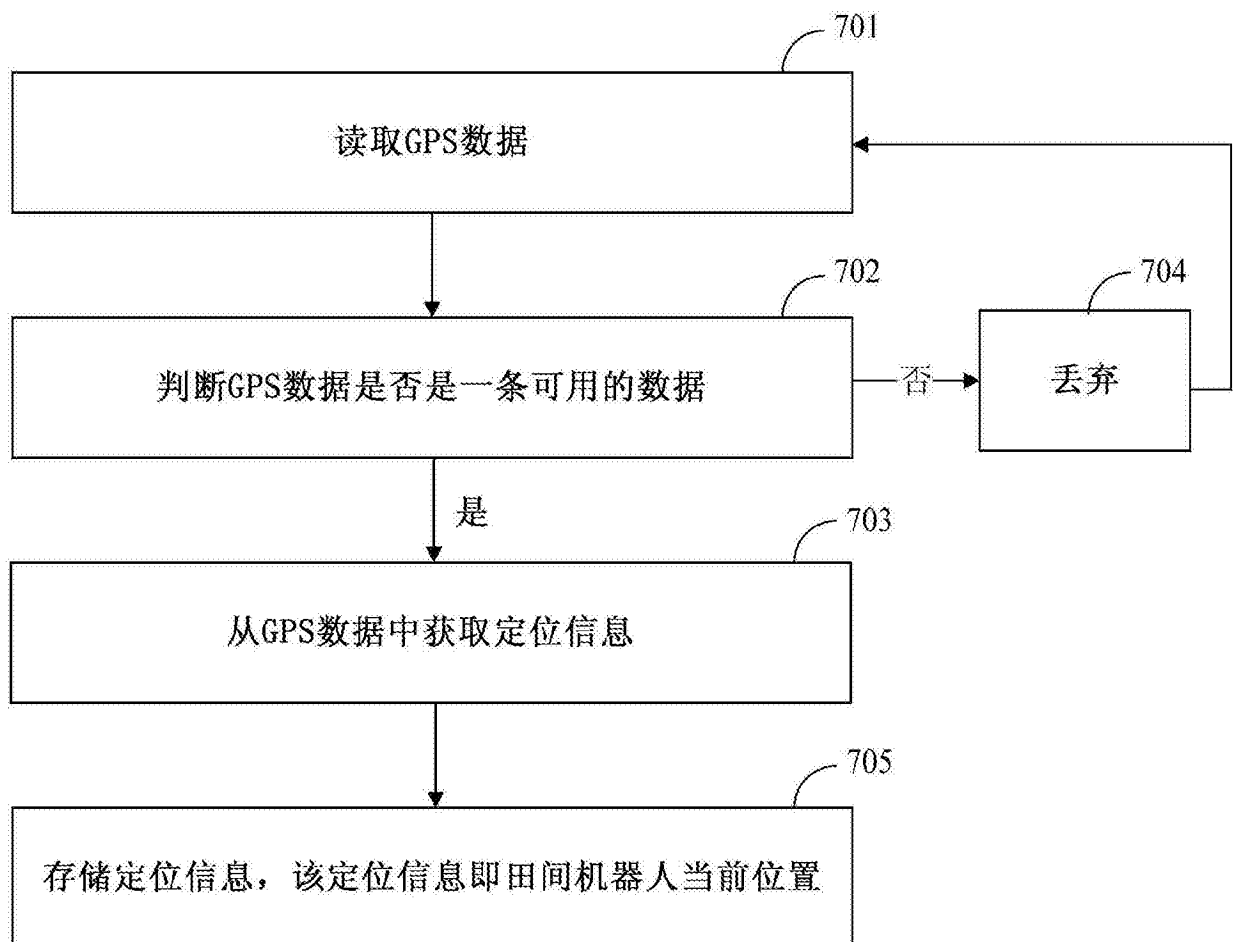 701
读取GPS数据
702
704
判断GPS数据是否是一条可用的数据
否
丢弃
是
703
从GPS数据中获取定位信息
705
存储定位信息，该定位信息即田间机器人当前位置